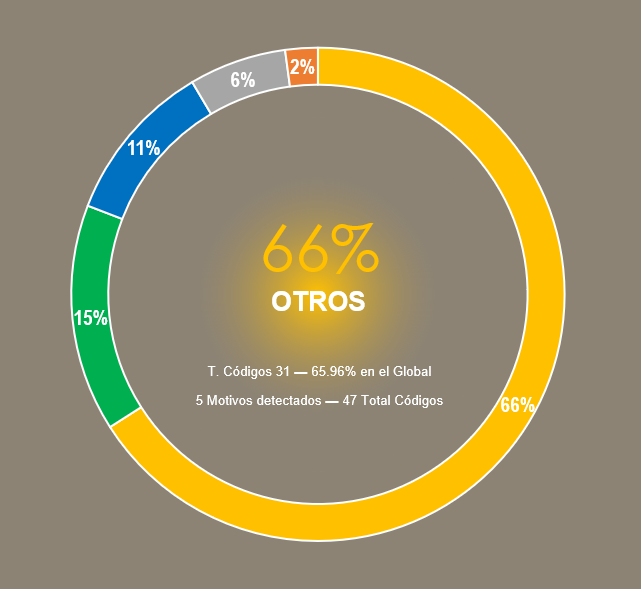 2%
6%
11%
66%
OTROS
15%
T. Códigos 31 — 65.96% en el Global
5 Motivos detectados — 47 Total Códigos
66%